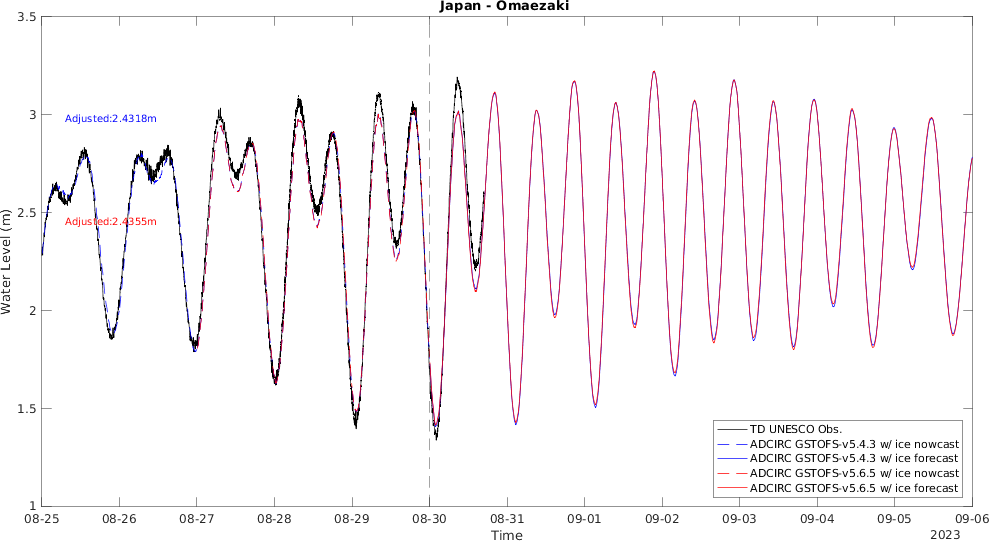 Japan - Omaezaki
3.5
3
2.5
2
1.5
1
Water Level (m)
Adjusted:2.4318m
Adjusted:2.4355m
TD UNESCO Obs.
ADCIRC GSTOFS-v5.4.3 w/ ice nowcast
ADCIRC GSTOFS-v5.4.3 w/ ice forecast
ADCIRC GSTOFS-v5.6.5 w/ ice nowcast
ADCIRC GSTOFS-v5.6.5 w/ ice forecast
08-25 08-26 08-27 08-28 08-29 08-30 08-31 09-01 09-02 09-03 09-04 09-05 09-06
Time
2023